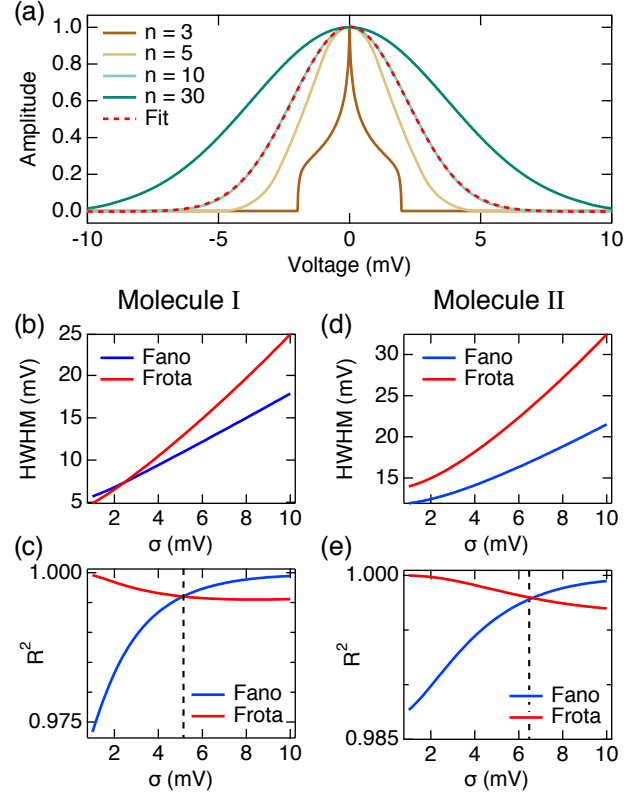 (a)
Amplitude
1.0
0.8
0.6
0.4
0.2
0.0
n = 3
n = 5
n = 10
n = 30
Fit
-10
-5
0
5
10
Voltage (mV)
Molecule I
Molecule II
(b)
HWHM (mV)
25
20
15
10
5
Fano
Frota
2
4
6
8
10
σ (mV)
(d)
HWHM (mV)
30
25
20
15
Fano
Frota
2
4
6
8
10
σ (mV)
(c)
R²
1.000
0.975
Fano
Frota
2
4
6
8
10
σ (mV)
(e)
R²
1.000
0.985
Fano
Frota
2
4
6
8
10
σ (mV)